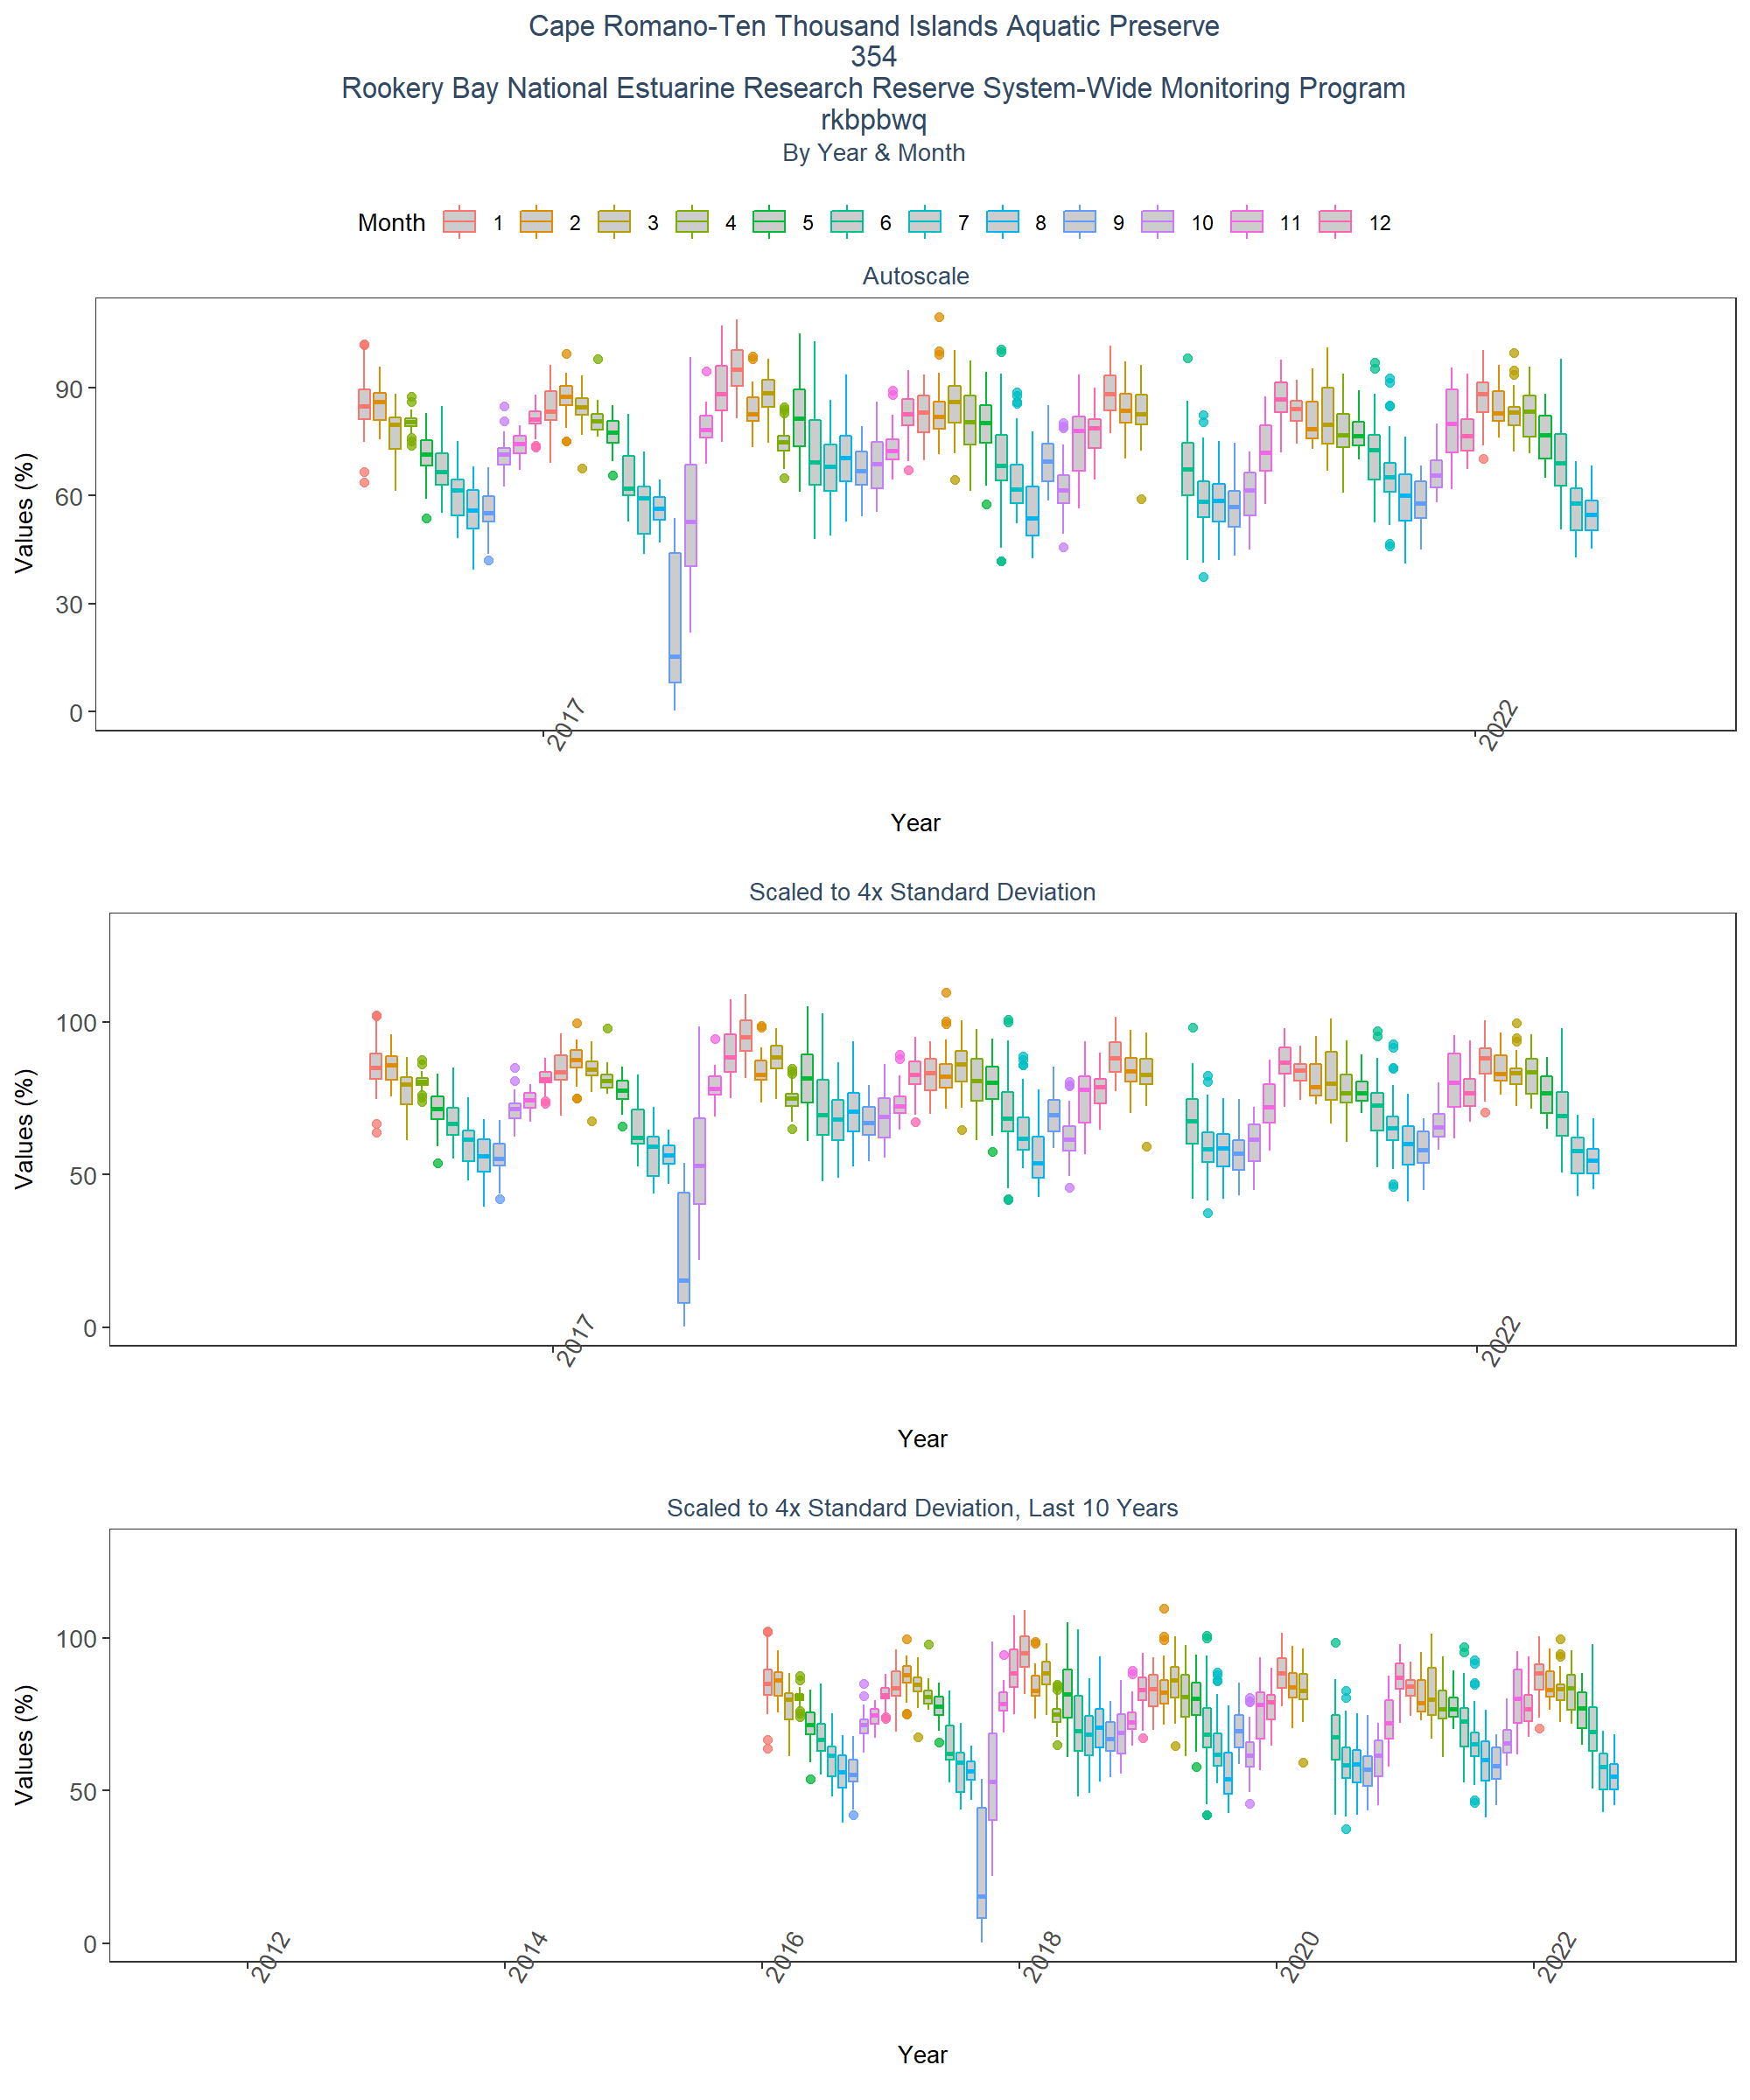 Cape Romano-Ten Thousand Islands Aquatic Preserve
354
Rookery Bay National Estuarine Research Reserve System-Wide Monitoring Program
rkbpbwq
By Year & Month
Month 1 2 3 4 5 6 7 8 9 10 11 12
Autoscale
Values (%)
90
60
30
0
2017 2022
Year
Scaled to 4x Standard Deviation
Values (%)
100
50
0
2017 2022
Year
Scaled to 4x Standard Deviation, Last 10 Years
Values (%)
100
50
0
2012 2014 2016 2018 2020 2022
Year